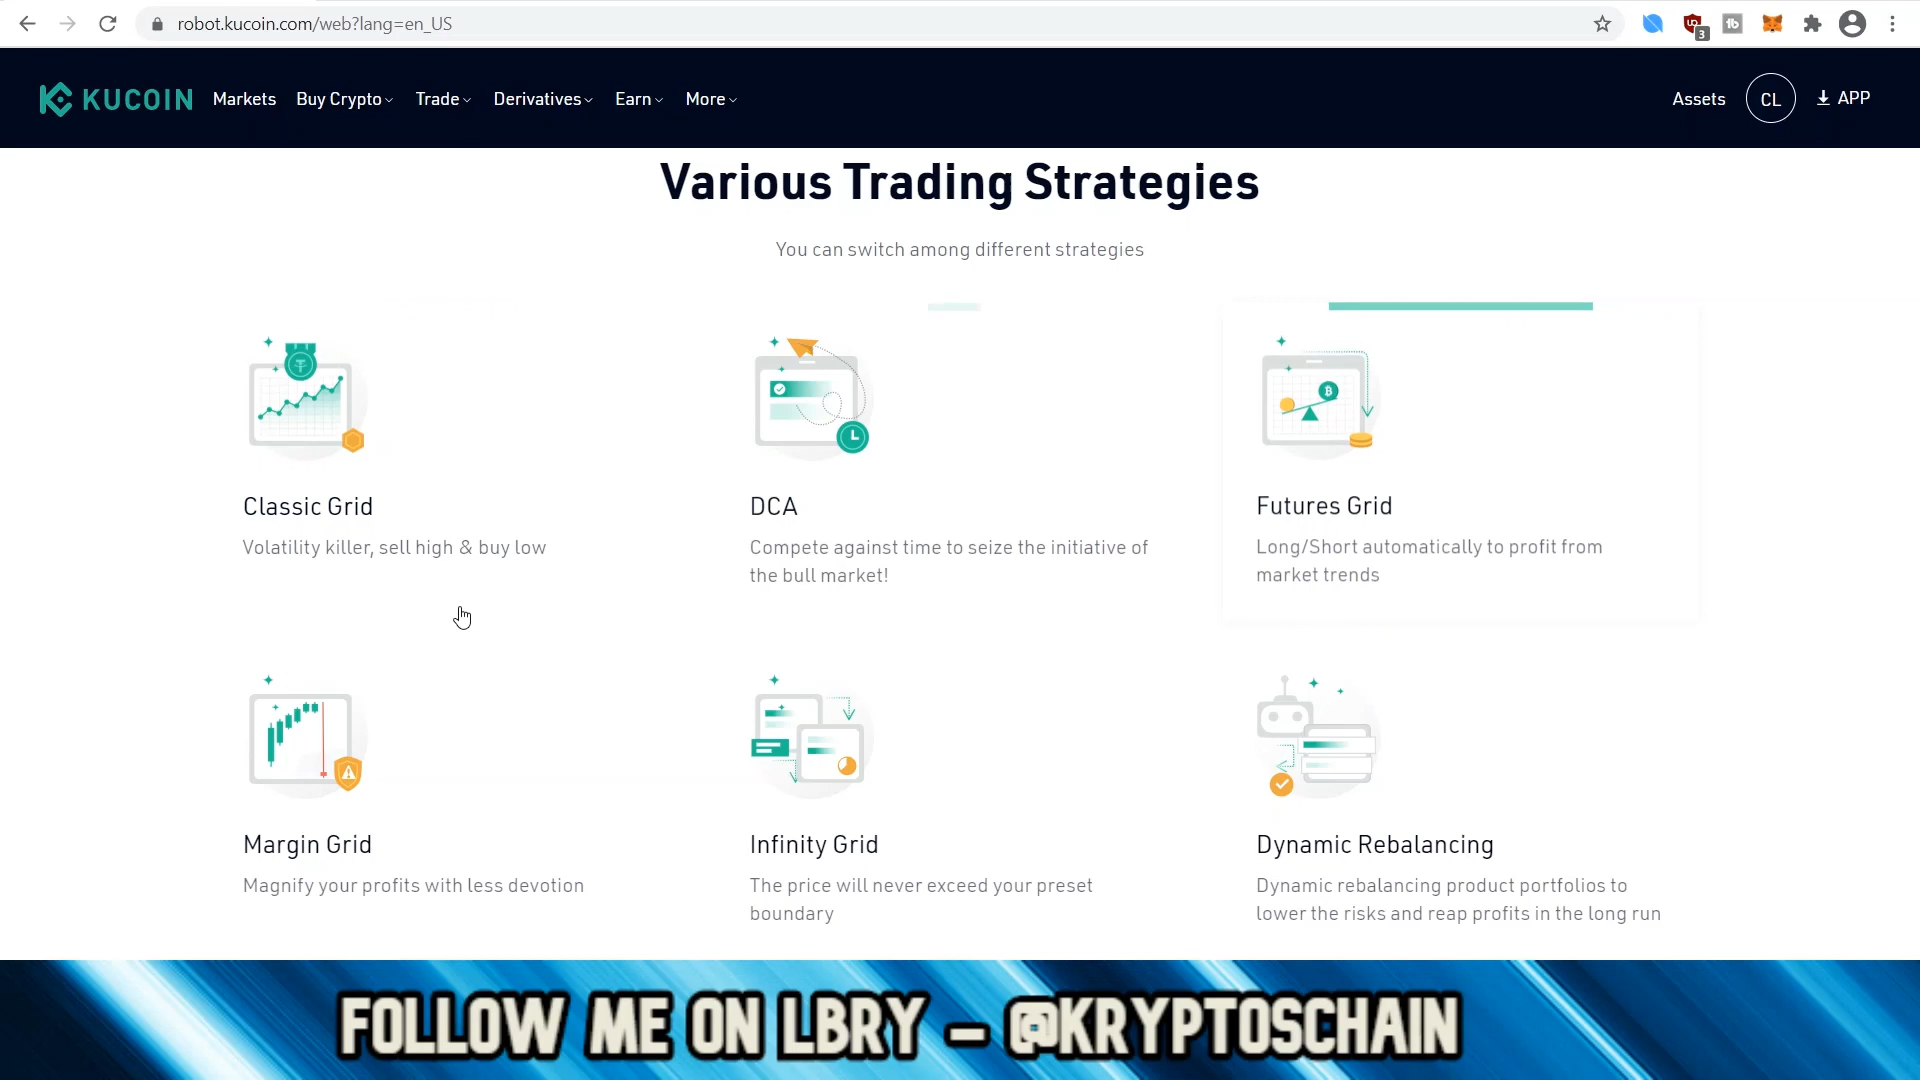 robot.kucoin.com/web?lang=en_US
3
KUCOIN Markets Buy Crypto Trade Derivatives Earn More Assets CL APP
Various Trading Strategies
You can switch among different strategies
Classic Grid
Volatility killer, sell high & buy low
DCA
Compete against time to seize the initiative of
the bull market!
Futures Grid
Long/Short automatically to profit from
market trends
Margin Grid
Magnify your profits with less devotion
Infinity Grid
The price will never exceed your preset
boundary
Dynamic Rebalancing
Dynamic rebalancing product portfolios to
lower the risks and reap profits in the long run
FOLLOW ME ON LBRY - @KRYPTOSCHAIN